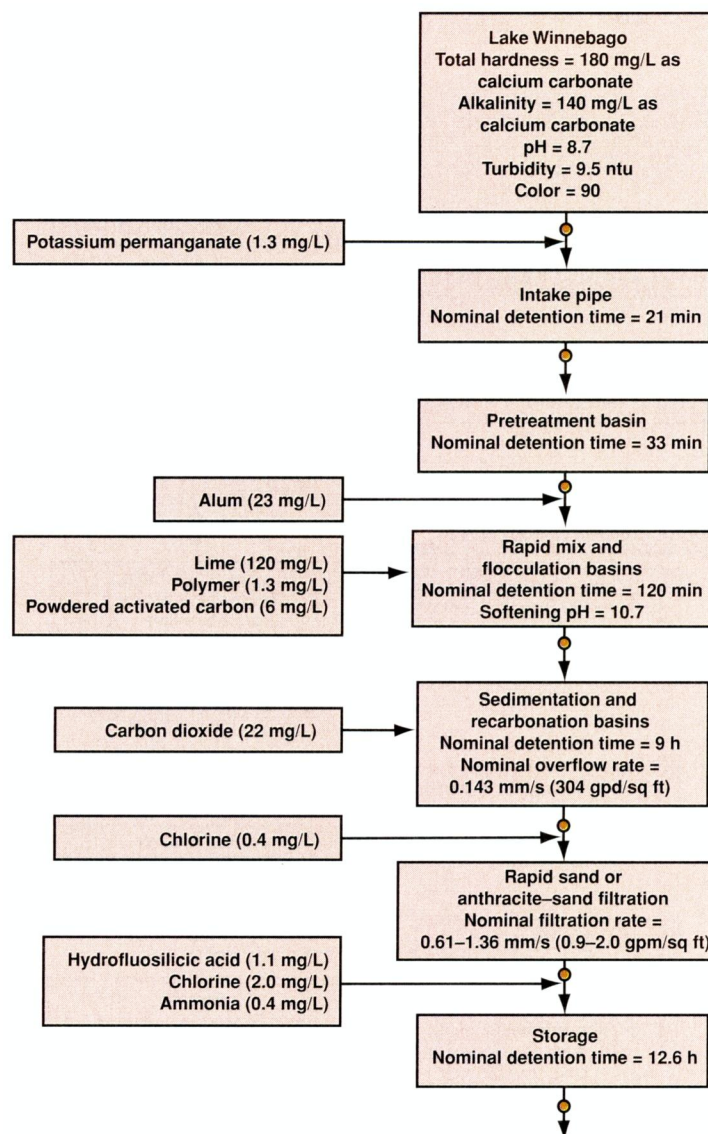 Lake Winnebago
Total hardness = 180 mg/L as
calcium carbonate
Alkalinity = 140 mg/L as
calcium carbonate
pH = 8.7
Turbidity = 9.5 ntu
Color = 90
Potassium permanganate (1.3 mg/L)
Intake pipe
Nominal detention time = 21 min
Pretreatment basin
Nominal detention time = 33 min
Alum (23 mg/L)
Lime (120 mg/L)
Polymer (1.3 mg/L)
Powdered activated carbon (6 mg/L)
Rapid mix and
flocculation basins
Nominal detention time = 120 min
Softening pH = 10.7
Carbon dioxide (22 mg/L)
Sedimentation and
recarbonation basins
Nominal detention time = 9 h
Nominal overflow rate =
0.143 mm/s (304 gpd/sq ft)
Chlorine (0.4 mg/L)
Rapid sand or
anthracite–sand filtration
Nominal filtration rate =
0.61–1.36 mm/s (0.9–2.0 gpm/sq ft)
Hydrofluosilicic acid (1.1 mg/L)
Chlorine (2.0 mg/L)
Ammonia (0.4 mg/L)
Storage
Nominal detention time = 12.6 h